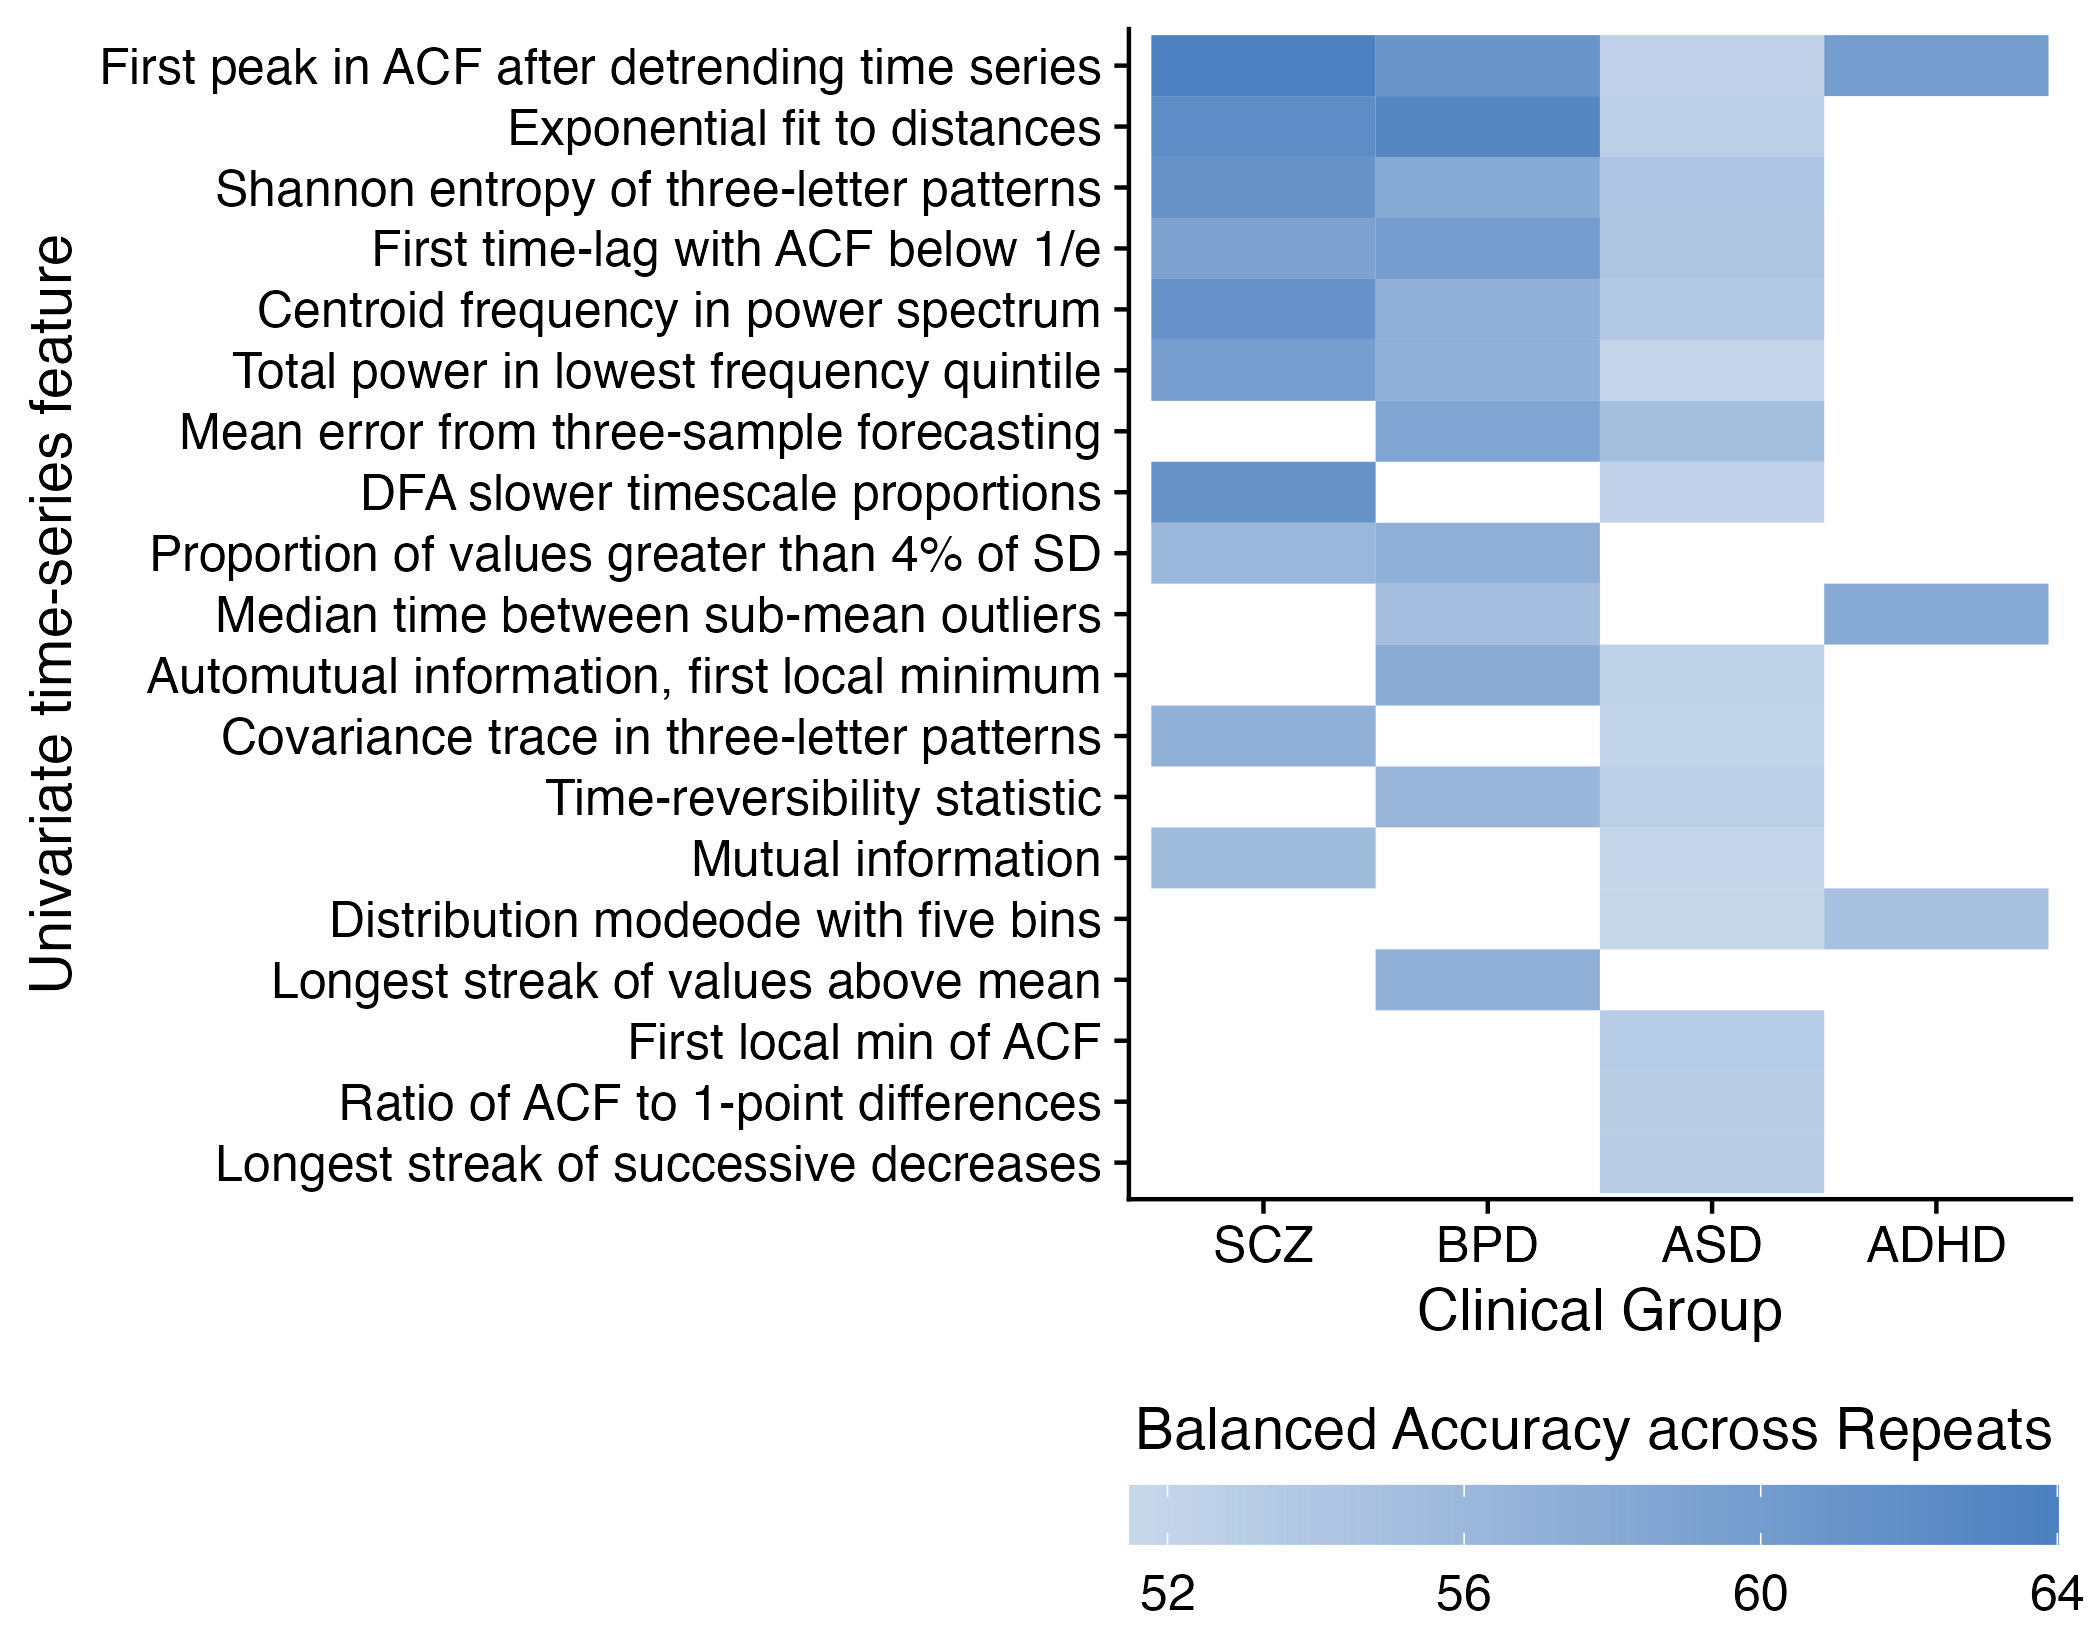 Univariate time-series feature
First peak in ACF after detrending time series
Exponential fit to distances
Shannon entropy of three-letter patterns
First time-lag with ACF below 1/e
Centroid frequency in power spectrum
Total power in lowest frequency quintile
Mean error from three-sample forecasting
DFA slower timescale proportions
Proportion of values greater than 4% of SD
Median time between sub-mean outliers
Automutual information, first local minimum
Covariance trace in three-letter patterns
Time-reversibility statistic
Mutual information
Distribution modeode with five bins
Longest streak of values above mean
First local min of ACF
Ratio of ACF to 1-point differences
Longest streak of successive decreases
SCZ BPD ASD ADHD
Clinical Group
Balanced Accuracy across Repeats
52 56 60 64